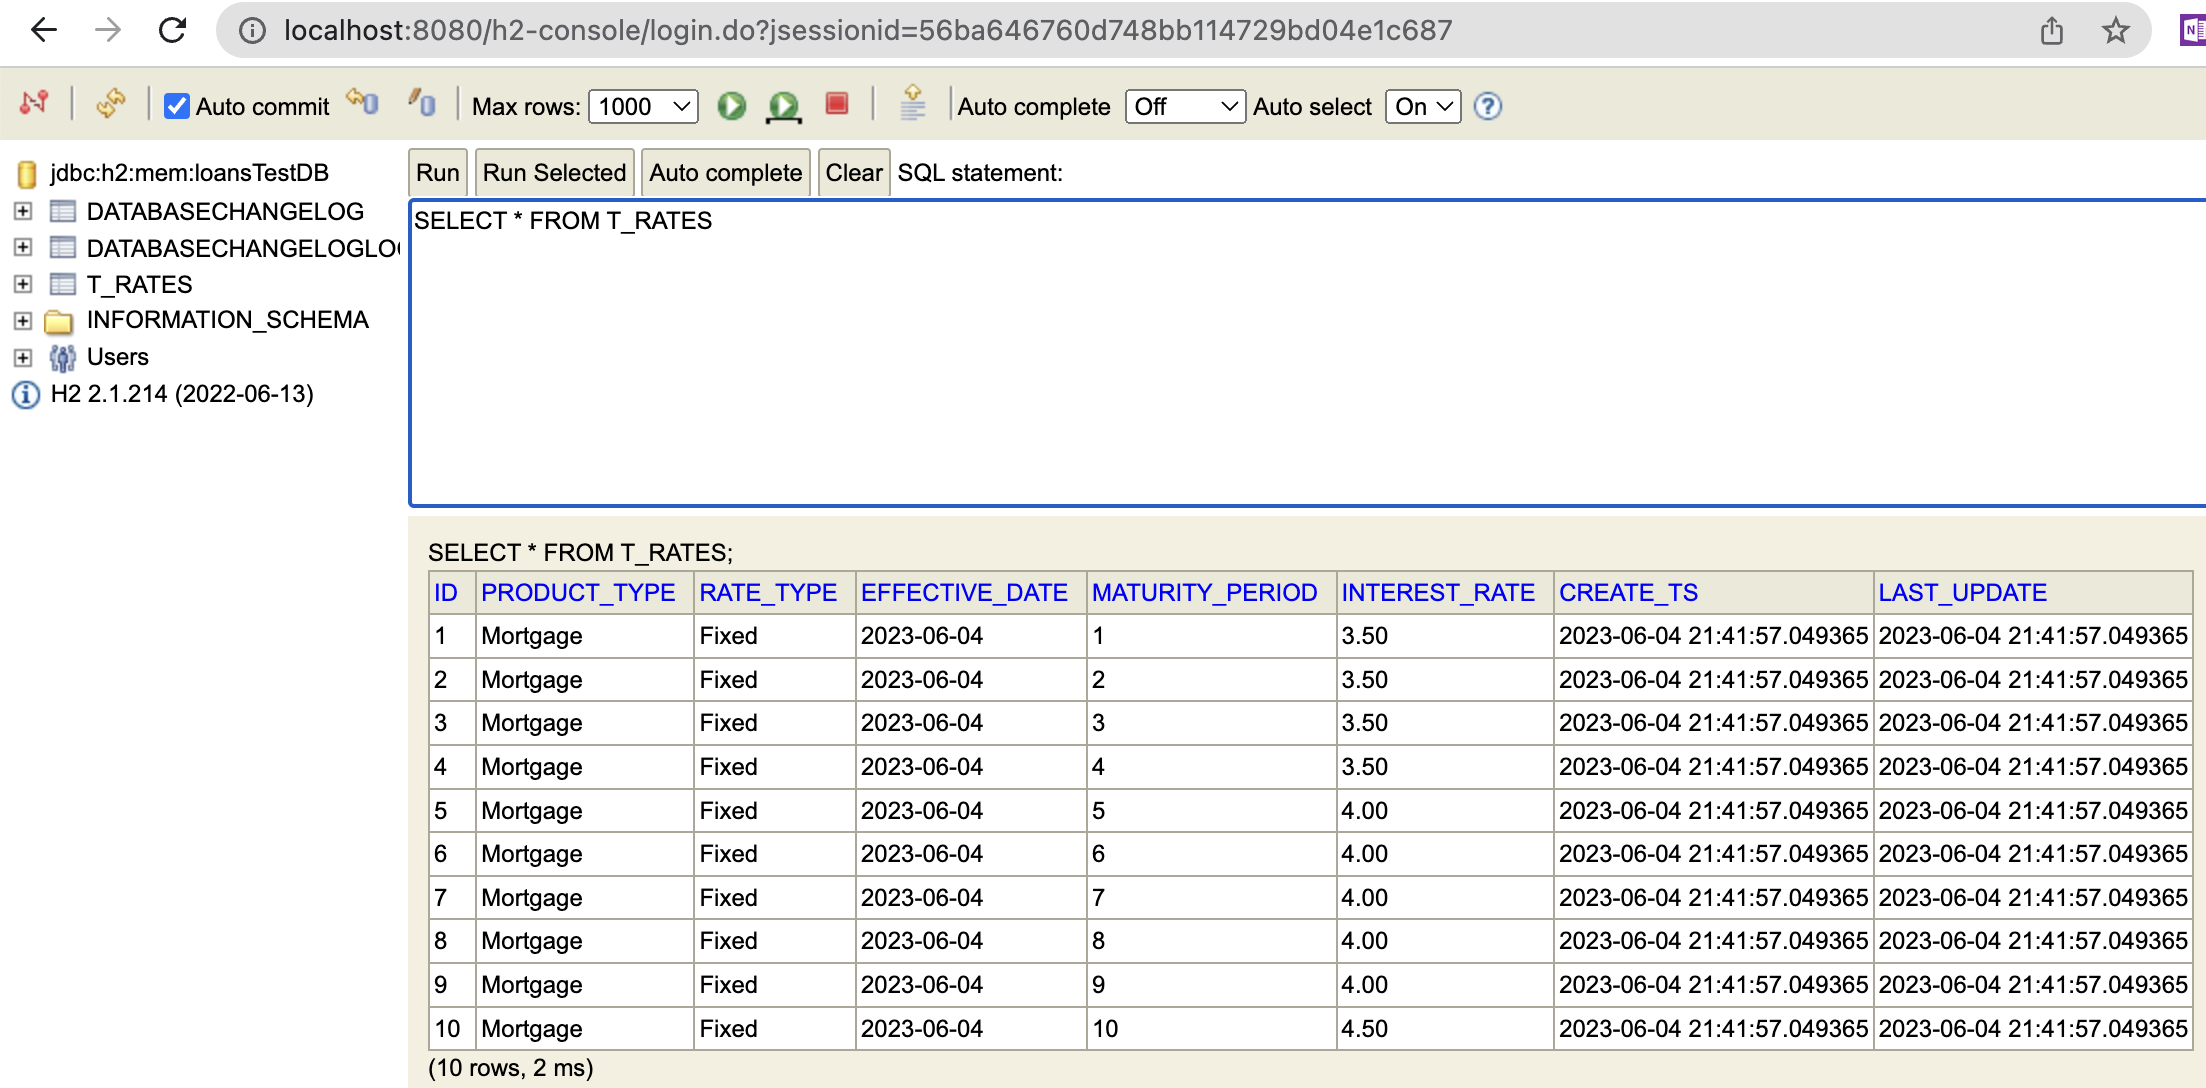 localhost:8080/h2-console/login.do?jsessionid=56ba646760d748bb114729bd04e1c687
Auto commit Max rows: 1000 Auto complete Off Auto select On ?
jdbc:h2:mem:loansTestDB
DATABASECHANGELOG
DATABASECHANGELOGLO
T_RATES
INFORMATION_SCHEMA
Users
H2 2.1.214 (2022-06-13)
Run Run Selected Auto complete Clear SQL statement:
SELECT * FROM T_RATES
SELECT * FROM T_RATES;
ID PRODUCT_TYPE RATE_TYPE EFFECTIVE_DATE MATURITY_PERIOD INTEREST_RATE CREATE_TS LAST_UPDATE
1 Mortgage Fixed 2023-06-04 1 3.50 2023-06-04 21:41:57.049365 2023-06-04 21:41:57.049365
2 Mortgage Fixed 2023-06-04 2 3.50 2023-06-04 21:41:57.049365 2023-06-04 21:41:57.049365
3 Mortgage Fixed 2023-06-04 3 3.50 2023-06-04 21:41:57.049365 2023-06-04 21:41:57.049365
4 Mortgage Fixed 2023-06-04 4 3.50 2023-06-04 21:41:57.049365 2023-06-04 21:41:57.049365
5 Mortgage Fixed 2023-06-04 5 4.00 2023-06-04 21:41:57.049365 2023-06-04 21:41:57.049365
6 Mortgage Fixed 2023-06-04 6 4.00 2023-06-04 21:41:57.049365 2023-06-04 21:41:57.049365
7 Mortgage Fixed 2023-06-04 7 4.00 2023-06-04 21:41:57.049365 2023-06-04 21:41:57.049365
8 Mortgage Fixed 2023-06-04 8 4.00 2023-06-04 21:41:57.049365 2023-06-04 21:41:57.049365
9 Mortgage Fixed 2023-06-04 9 4.00 2023-06-04 21:41:57.049365 2023-06-04 21:41:57.049365
10 Mortgage Fixed 2023-06-04 10 4.50 2023-06-04 21:41:57.049365 2023-06-04 21:41:57.049365
(10 rows, 2 ms)